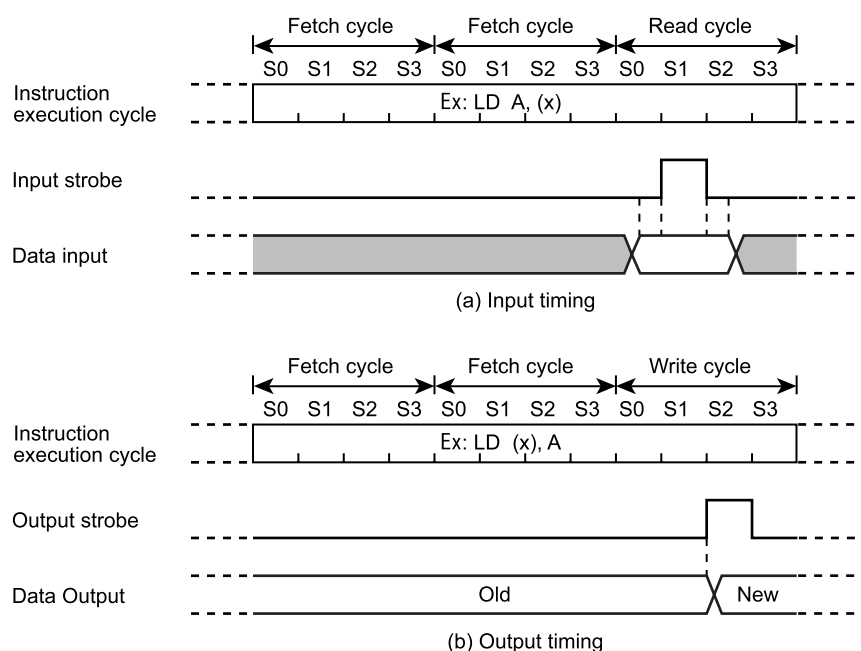 Fetch cycle Fetch cycle Read cycle
S0 S1 S2 S3 S0 S1 S2 S3 S0 S1 S2 S3
Instruction
execution cycle
Ex: LD A, (x)
Input strobe
Data input
(a) Input timing
Fetch cycle Fetch cycle Write cycle
S0 S1 S2 S3 S0 S1 S2 S3 S0 S1 S2 S3
Instruction
execution cycle
Ex: LD (x), A
Output strobe
Data Output Old New
(b) Output timing